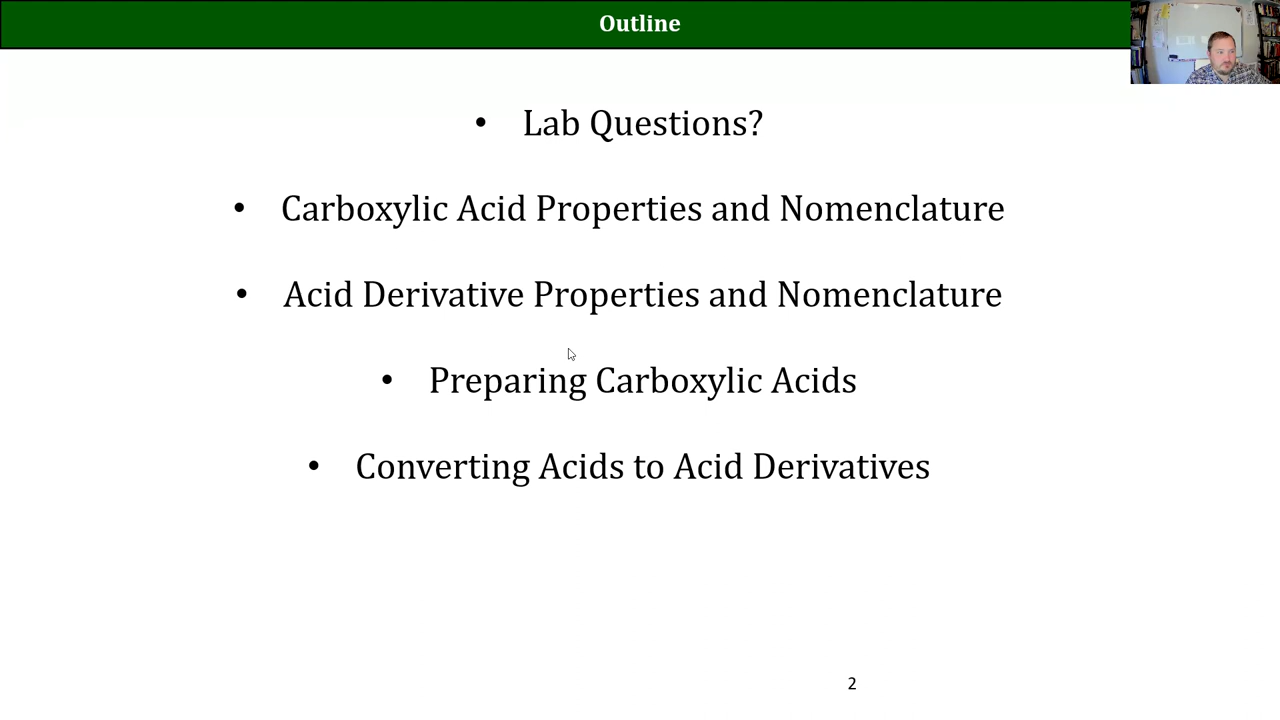 Outline
• Lab Questions?
• Carboxylic Acid Properties and Nomenclature
• Acid Derivative Properties and Nomenclature
• Preparing Carboxylic Acids
• Converting Acids to Acid Derivatives
2